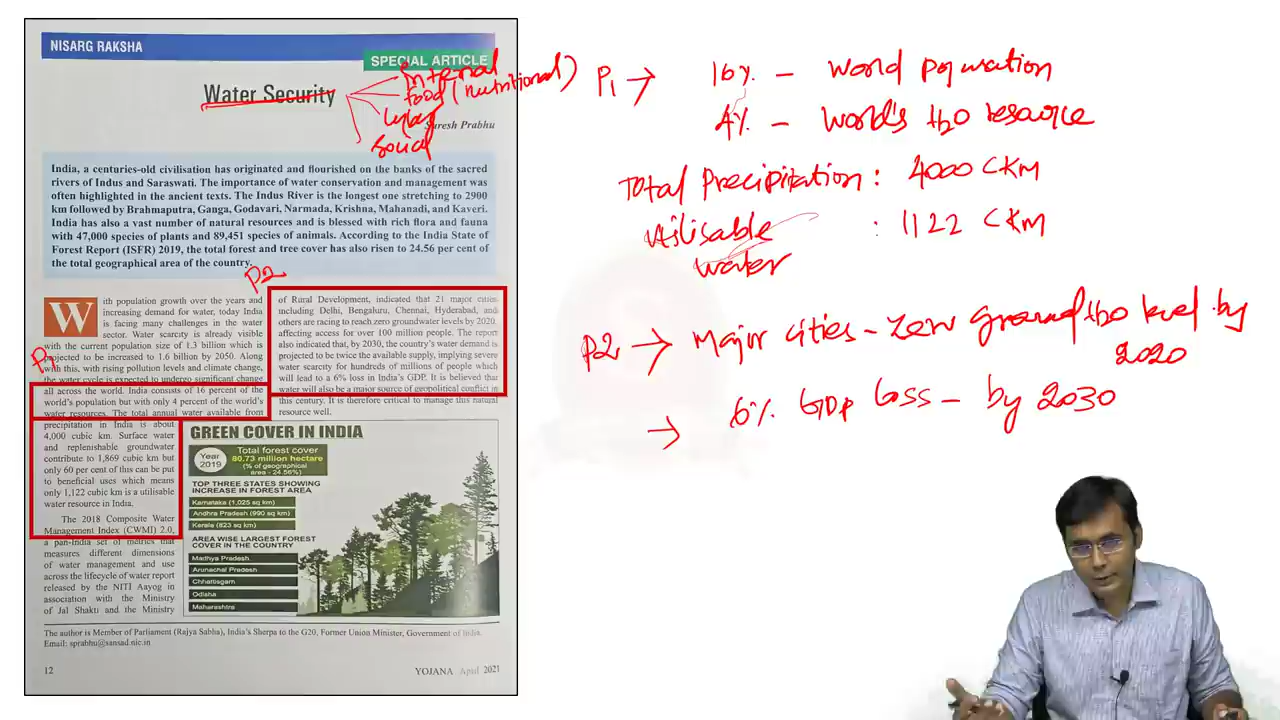 NISARG RAKSHA
SPECIAL ARTICLE
Water Security
Internal
food (nutritional)
Social
Suresh Prabhu
India, a centuries-old civilisation has originated and flourished on the banks of the sacred
rivers of Indus and Saraswati. The importance of water conservation and management was
often highlighted in the ancient texts. The Indus River is the longest one stretching to 2900
km followed by Brahmaputra, Ganga, Godavari, Narmada, Krishna, Mahanadi, and Kaveri.
India has also a vast number of natural resources and is blessed with rich flora and fauna
with 47,000 species of plants and 89,451 species of animals. According to the India State of
Forest Report (ISFR) 2019, the total forest and tree cover has also risen to 24.56 per cent of
the total geographical area of the country.
P2
P1
With population growth over the years and
increasing demand for water, today India
is facing many challenges in the water
sector. Water scarcity is already visible
with the current population size of 1.3 billion which is
projected to be increased to 1.6 billion by 2050. Along
with this, with rising pollution levels and climate change,
the water cycle is expected to undergo significant change
all across the world. India consists of 16 percent of the
world's population but with only 4 percent of the world's
water resources. The total annual water available from
precipitation in India is about
4,000 cubic km. Surface water
and replenishable groundwater
contribute to 1,869 cubic km but
only 60 per cent of this can be put
to beneficial uses which means
only 1,122 cubic km is a utilisable
water resource in India.
The 2018 Composite Water
Management Index (CWMI) 2.0,
a pan-India set of metrics that
measures different dimensions
of water management and use
across the lifecycle of water report
released by the NITI Aayog in
association with the Ministry
of Jal Shakti and the Ministry
of Rural Development, indicated that 21 major cities
including Delhi, Bengaluru, Chennai, Hyderabad, and
others are racing to reach zero groundwater levels by 2020,
affecting access for over 100 million people. The report
also indicated that, by 2030, the country's water demand is
projected to be twice the available supply, implying severe
water scarcity for hundreds of millions of people which
will lead to a 6% loss in India's GDP. It is believed that
water will also be a major source of geopolitical conflict in
this century. It is therefore critical to manage this natural
resource well.
GREEN COVER IN INDIA
Year
2019
Total forest cover
80.73 million hectare
(% of geographical
area - 24.56%)
TOP THREE STATES SHOWING
INCREASE IN FOREST AREA
Karnataka (1,025 sq km)
Andhra Pradesh (990 sq km)
Kerala (823 sq km)
AREA WISE LARGEST FOREST
COVER IN THE COUNTRY
Madhya Pradesh
Arunachal Pradesh
Chhattisgarh
Odisha
Maharashtra
The author is Member of Parliament (Rajya Sabha), India's Sherpa to the G20, Former Union Minister, Government of India.
Email: sprabhu@sansad.nic.in
12
YOJANA April 2021
P1 → 16% - World population
4% - World's H2O resource
Total Precipitation : 4000 CKM
Utilisable : 1122 CKM
water
P2 → Major cities - zero ground H2O level by
2020
→ 6% GDP Loss - by 2030